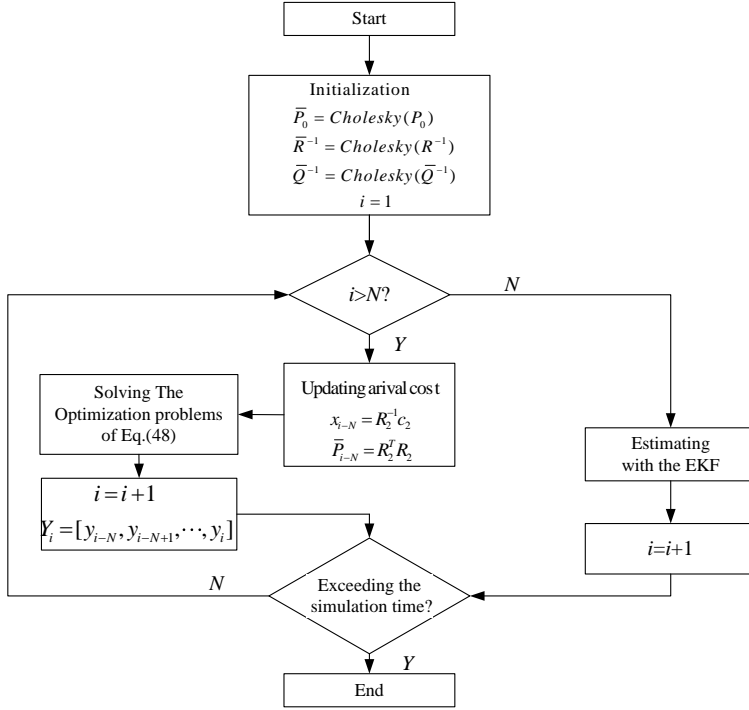 Start
Initialization
P̅₀ = Cholesky(P₀)
R̅⁻¹ = Cholesky(R⁻¹)
Q̅⁻¹ = Cholesky(Q̅⁻¹)
i = 1
i>N?
N
Y
Updating arival cost
x_{i-N} = R₂⁻¹c₂
P̅_{i-N} = R₂ᵀR₂
Solving The
Optimization problems
of Eq.(48)
i = i+1
Y_i = [y_{i-N}, y_{i-N+1}, ⋯, y_i]
Estimating
with the EKF
i=i+1
N
Exceeding the
simulation time?
Y
End